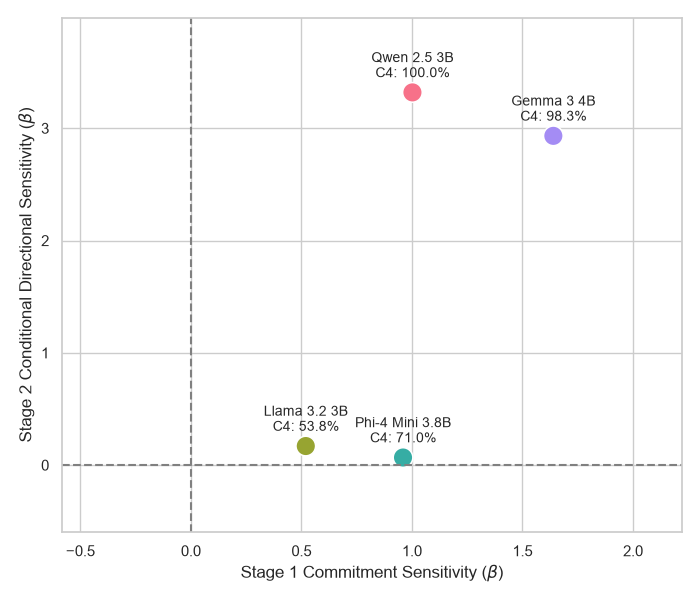 Qwen 2.5 3B
C4: 100.0%
Gemma 3 4B
C4: 98.3%
Llama 3.2 3B
C4: 53.8%
Phi-4 Mini 3.8B
C4: 71.0%
Stage 2 Conditional Directional Sensitivity (β)
3
2
1
0
−0.5 0.0 0.5 1.0 1.5 2.0
Stage 1 Commitment Sensitivity (β)